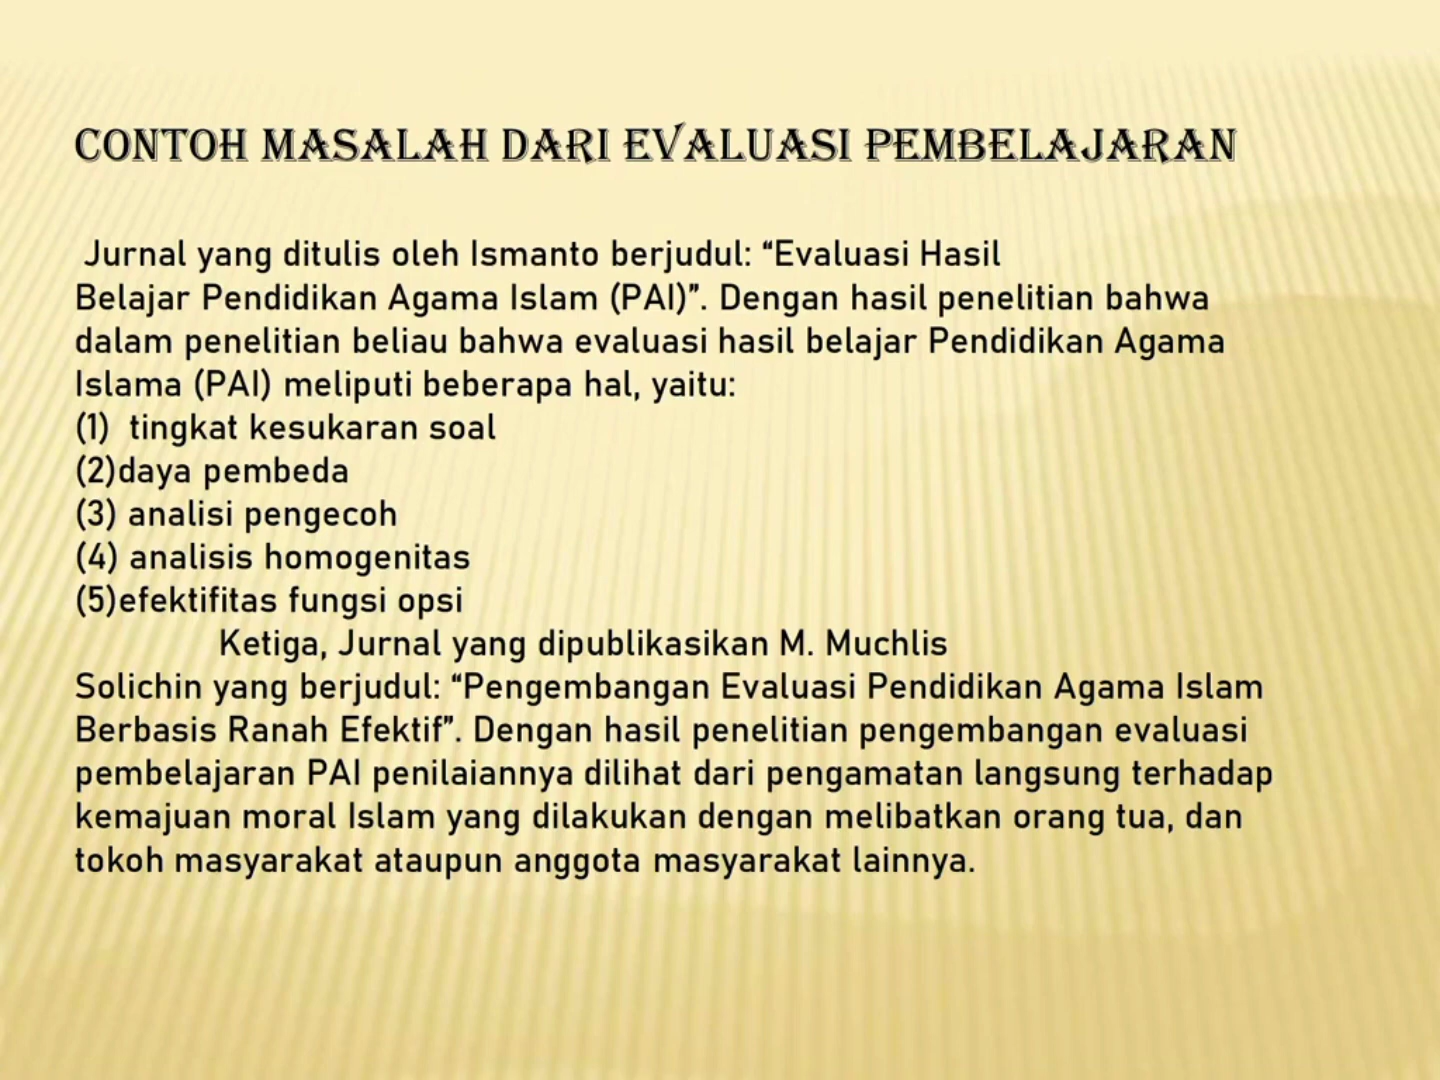 CONTOH MASALAH DARI EVALUASI PEMBELAJARAN
Jurnal yang ditulis oleh Ismanto berjudul: “Evaluasi Hasil
Belajar Pendidikan Agama Islam (PAI)”. Dengan hasil penelitian bahwa
dalam penelitian beliau bahwa evaluasi hasil belajar Pendidikan Agama
Islama (PAI) meliputi beberapa hal, yaitu:
(1) tingkat kesukaran soal
(2)daya pembeda
(3) analisi pengecoh
(4) analisis homogenitas
(5)efektifitas fungsi opsi
Ketiga, Jurnal yang dipublikasikan M. Muchlis
Solichin yang berjudul: “Pengembangan Evaluasi Pendidikan Agama Islam
Berbasis Ranah Efektif”. Dengan hasil penelitian pengembangan evaluasi
pembelajaran PAI penilaiannya dilihat dari pengamatan langsung terhadap
kemajuan moral Islam yang dilakukan dengan melibatkan orang tua, dan
tokoh masyarakat ataupun anggota masyarakat lainnya.